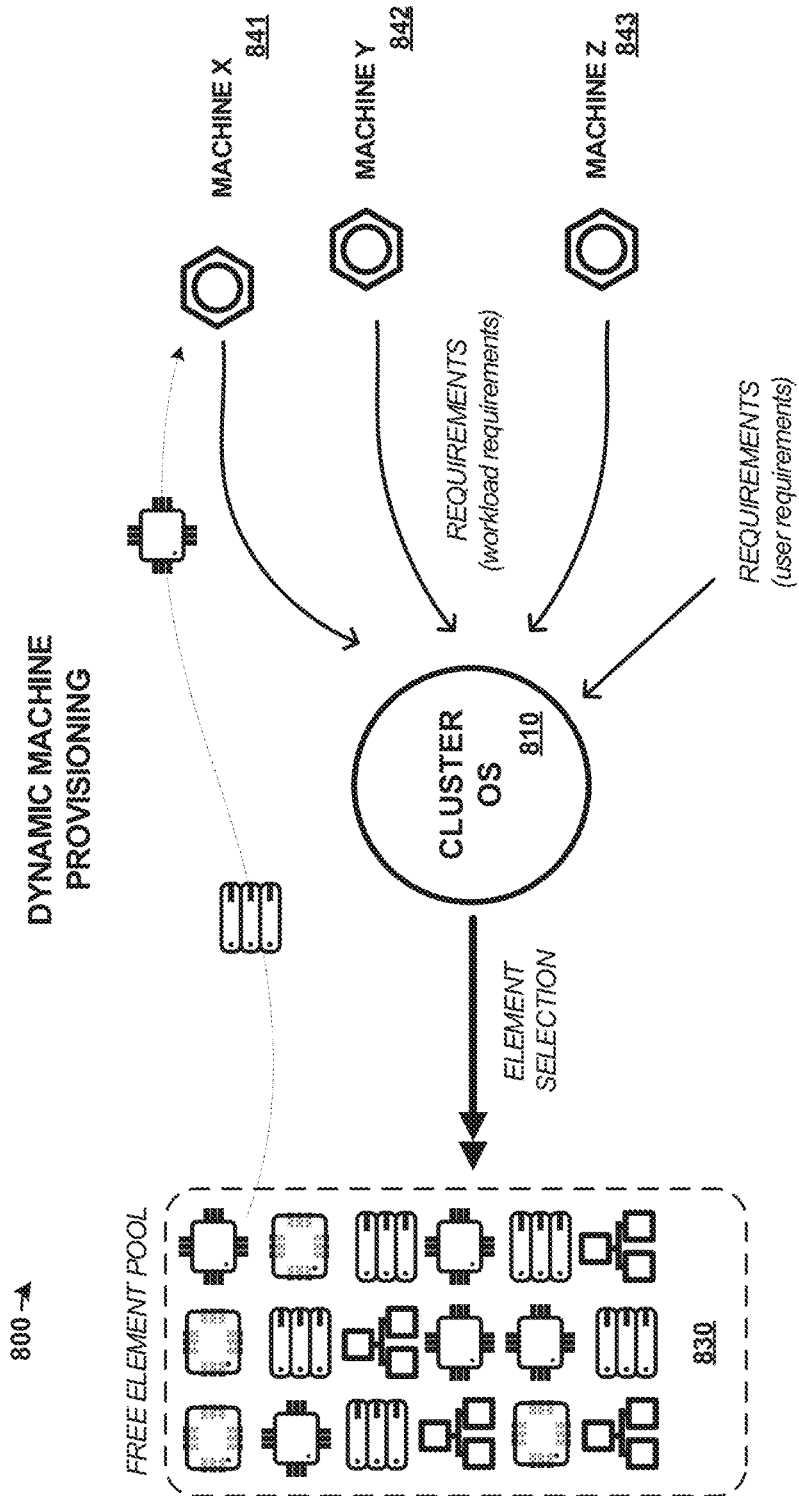 800
DYNAMIC MACHINE
PROVISIONING
FREE ELEMENT POOL
830
ELEMENT
SELECTION
CLUSTER
OS
810
REQUIREMENTS
(workload requirements)
REQUIREMENTS
(user requirements)
MACHINE X
841
MACHINE Y
842
MACHINE Z
843